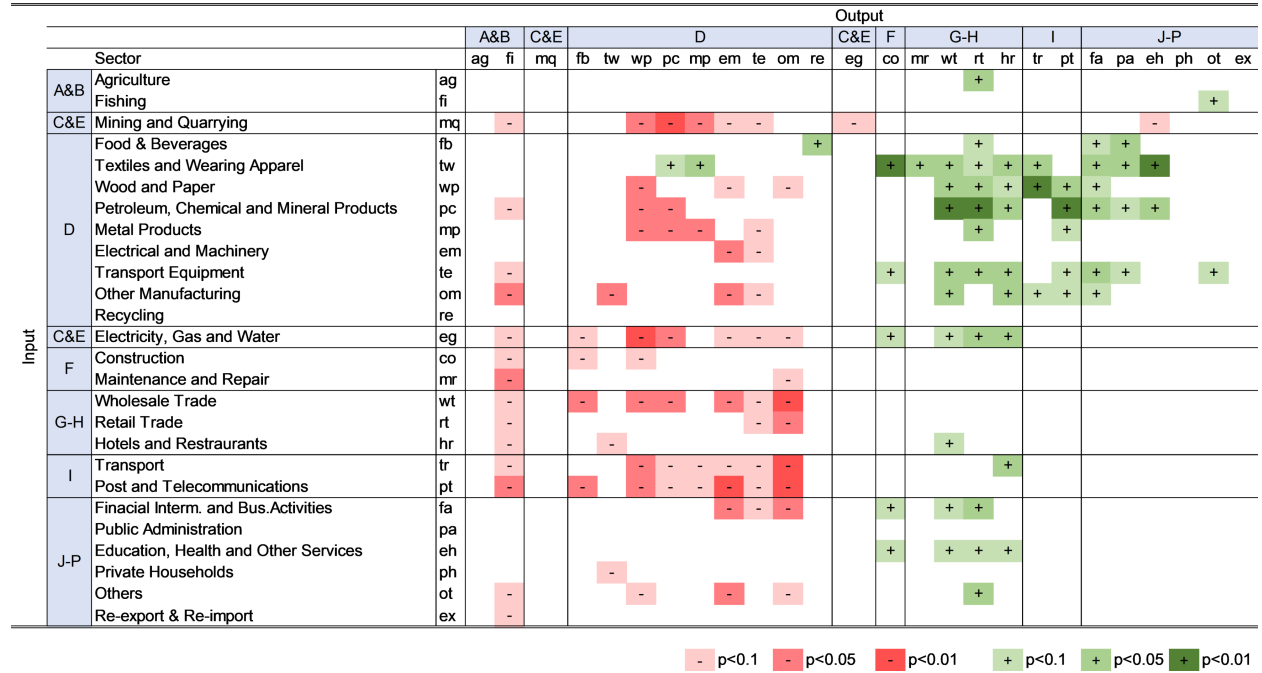 Output
A&B C&E D C&E F G-H I J-P
Sector ag fi mq fb tw wp pc mp em te om re eg co mr wt rt hr tr pt fa pa eh ph ot ex
Input
A&B Agriculture ag +
Fishing fi +
C&E Mining and Quarrying mq - - - - - - - -
D Food & Beverages fb + + + +
Textiles and Wearing Apparel tw + + + + + + + + + + +
Wood and Paper wp - - - + + + + + +
Petroleum, Chemical and Mineral Products pc - - - + + + + + + +
Metal Products mp - - - - + +
Electrical and Machinery em - -
Transport Equipment te - + + + + + + + +
Other Manufacturing om - - - - + + + + +
Recycling re
C&E Electricity, Gas and Water eg - - - - - - - + + + +
F Construction co - - -
Maintenance and Repair mr - -
G-H Wholesale Trade wt - - - - - - -
Retail Trade rt - - -
Hotels and Restraurants hr - - +
I Transport tr - - - - - - - +
Post and Telecommunications pt - - - - - - - -
J-P Finacial Interm. and Bus.Activities fa - - - + + +
Public Administration pa
Education, Health and Other Services eh + + + +
Private Households ph -
Others ot - - - - +
Re-export & Re-import ex -
- p<0.1 - p<0.05 - p<0.01 + p<0.1 + p<0.05 + p<0.01